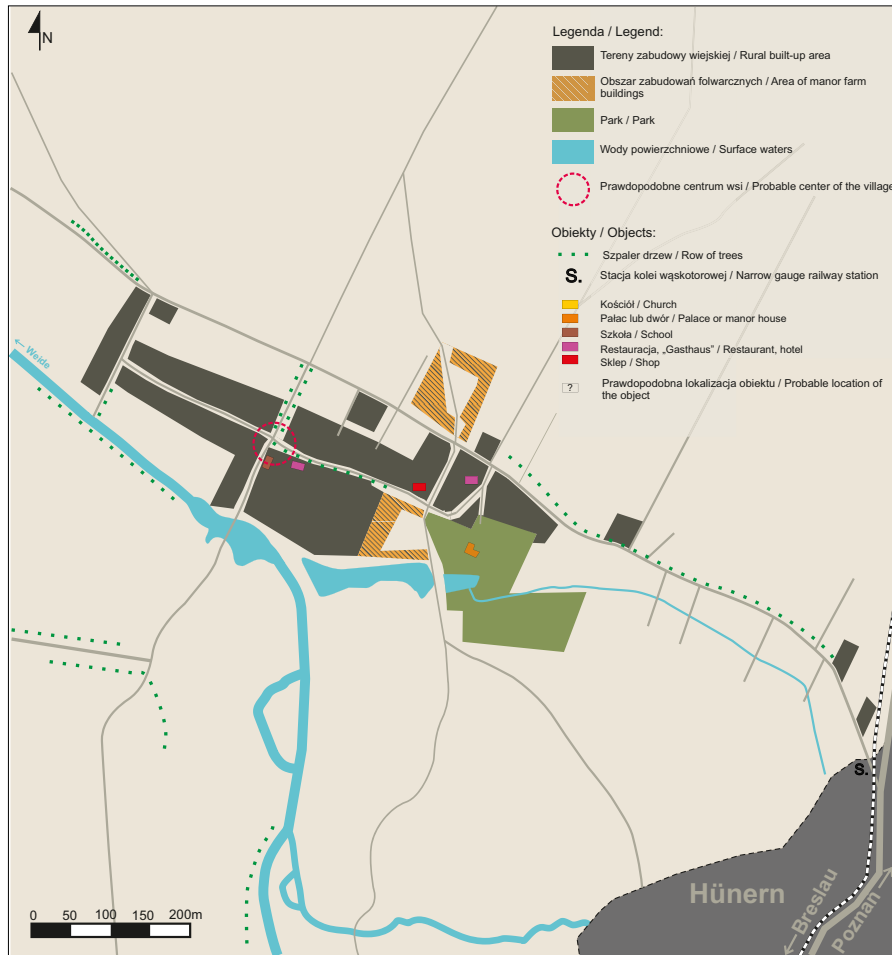 N
Legenda / Legend:
Tereny zabudowy wiejskiej / Rural built-up area
Obszar zabudowań folwarcznych / Area of manor farm
buildings
Park / Park
Wody powierzchniowe / Surface waters
Prawdopodobne centrum wsi / Probable center of the village
Obiekty / Objects:
Szpaler drzew / Row of trees
S. Stacja kolei wąskotorowej / Narrow gauge railway station
Kościół / Church
Pałac lub dwór / Palace or manor house
Szkoła / School
Restauracja, „Gasthaus” / Restaurant, hotel
Sklep / Shop
? Prawdopodobna lokalizacja obiektu / Probable location of
the object
← Weide
S.
Hünern
← Breslau
Poznań →
0 50 100 150 200m